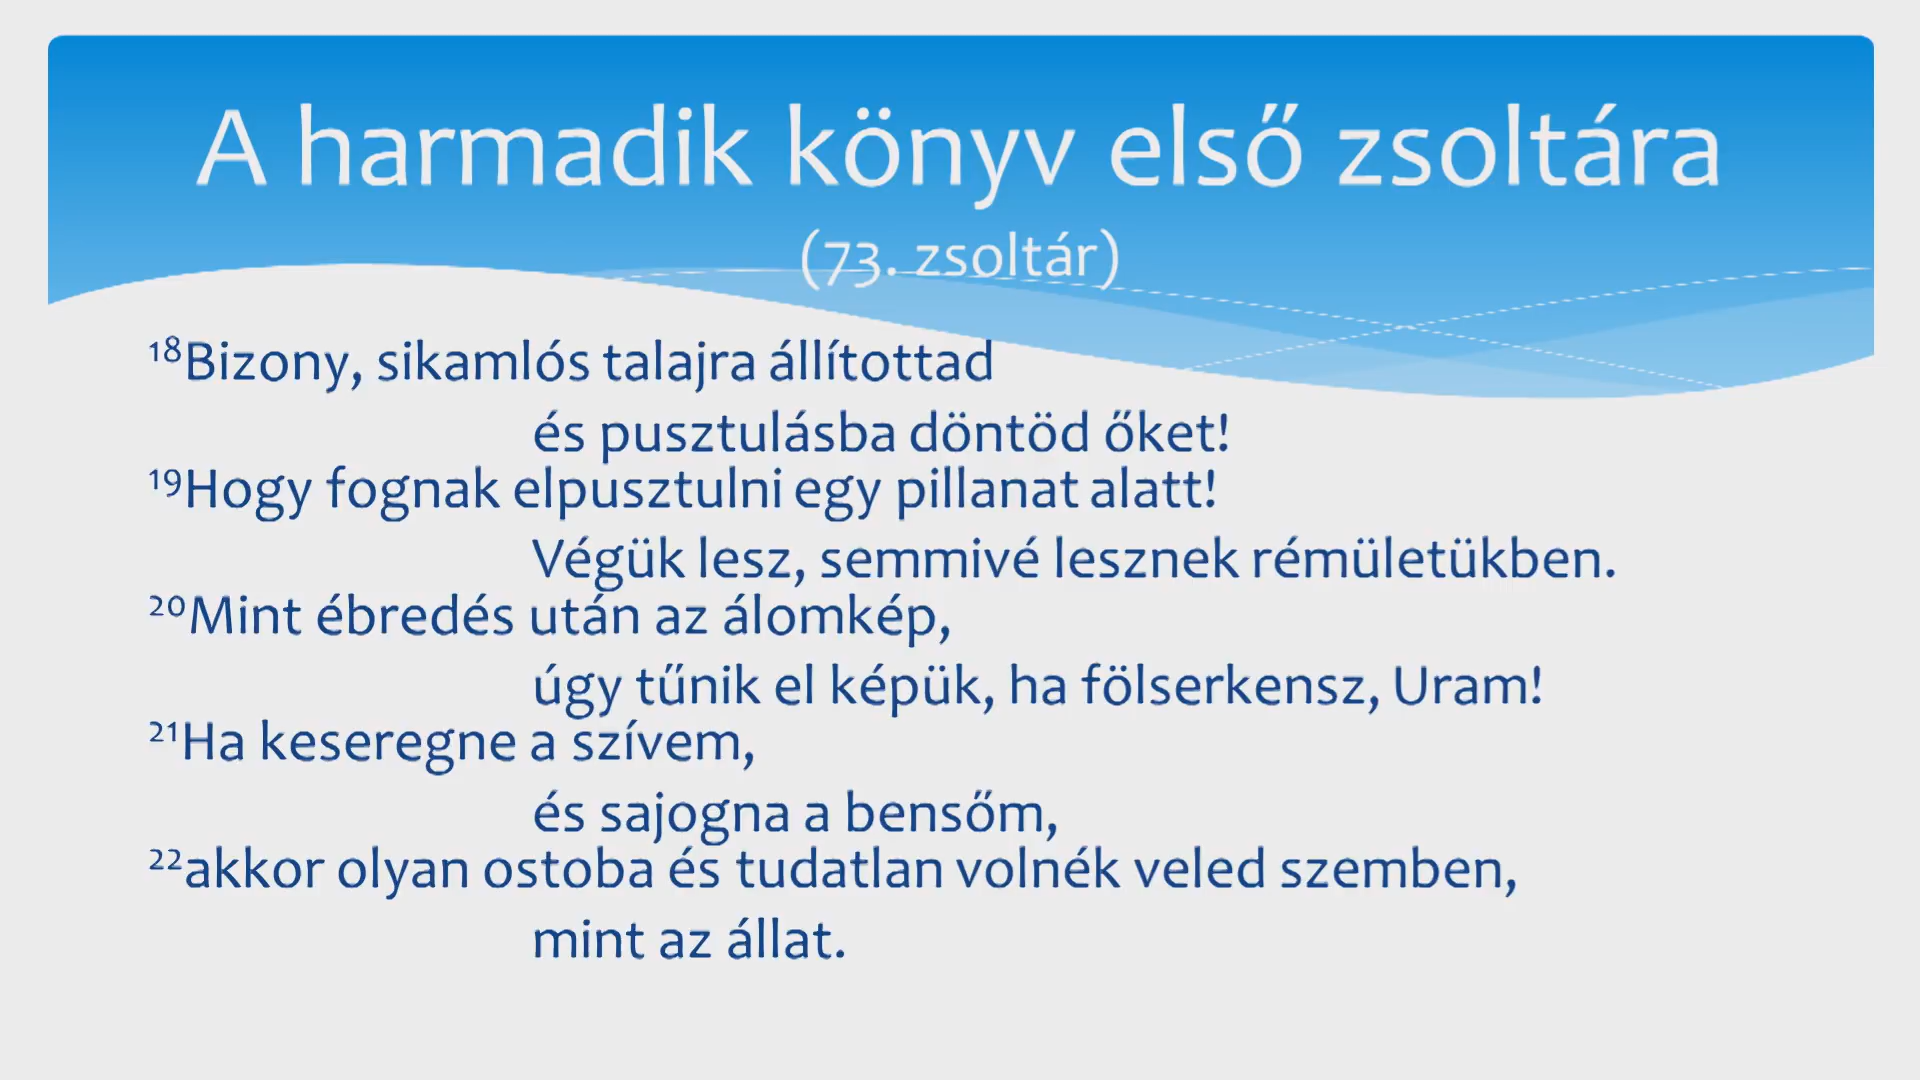 A harmadik könyv első zsoltára
(73. zsoltár)
¹⁸Bizony, sikamlós talajra állítottad
és pusztulásba döntöd őket!
¹⁹Hogy fognak elpusztulni egy pillanat alatt!
Végük lesz, semmivé lesznek rémületükben.
²⁰Mint ébredés után az álomkép,
úgy tűnik el képük, ha fölserkensz, Uram!
²¹Ha keseregne a szívem,
és sajogna a bensőm,
²²akkor olyan ostoba és tudatlan volnék veled szemben,
mint az állat.